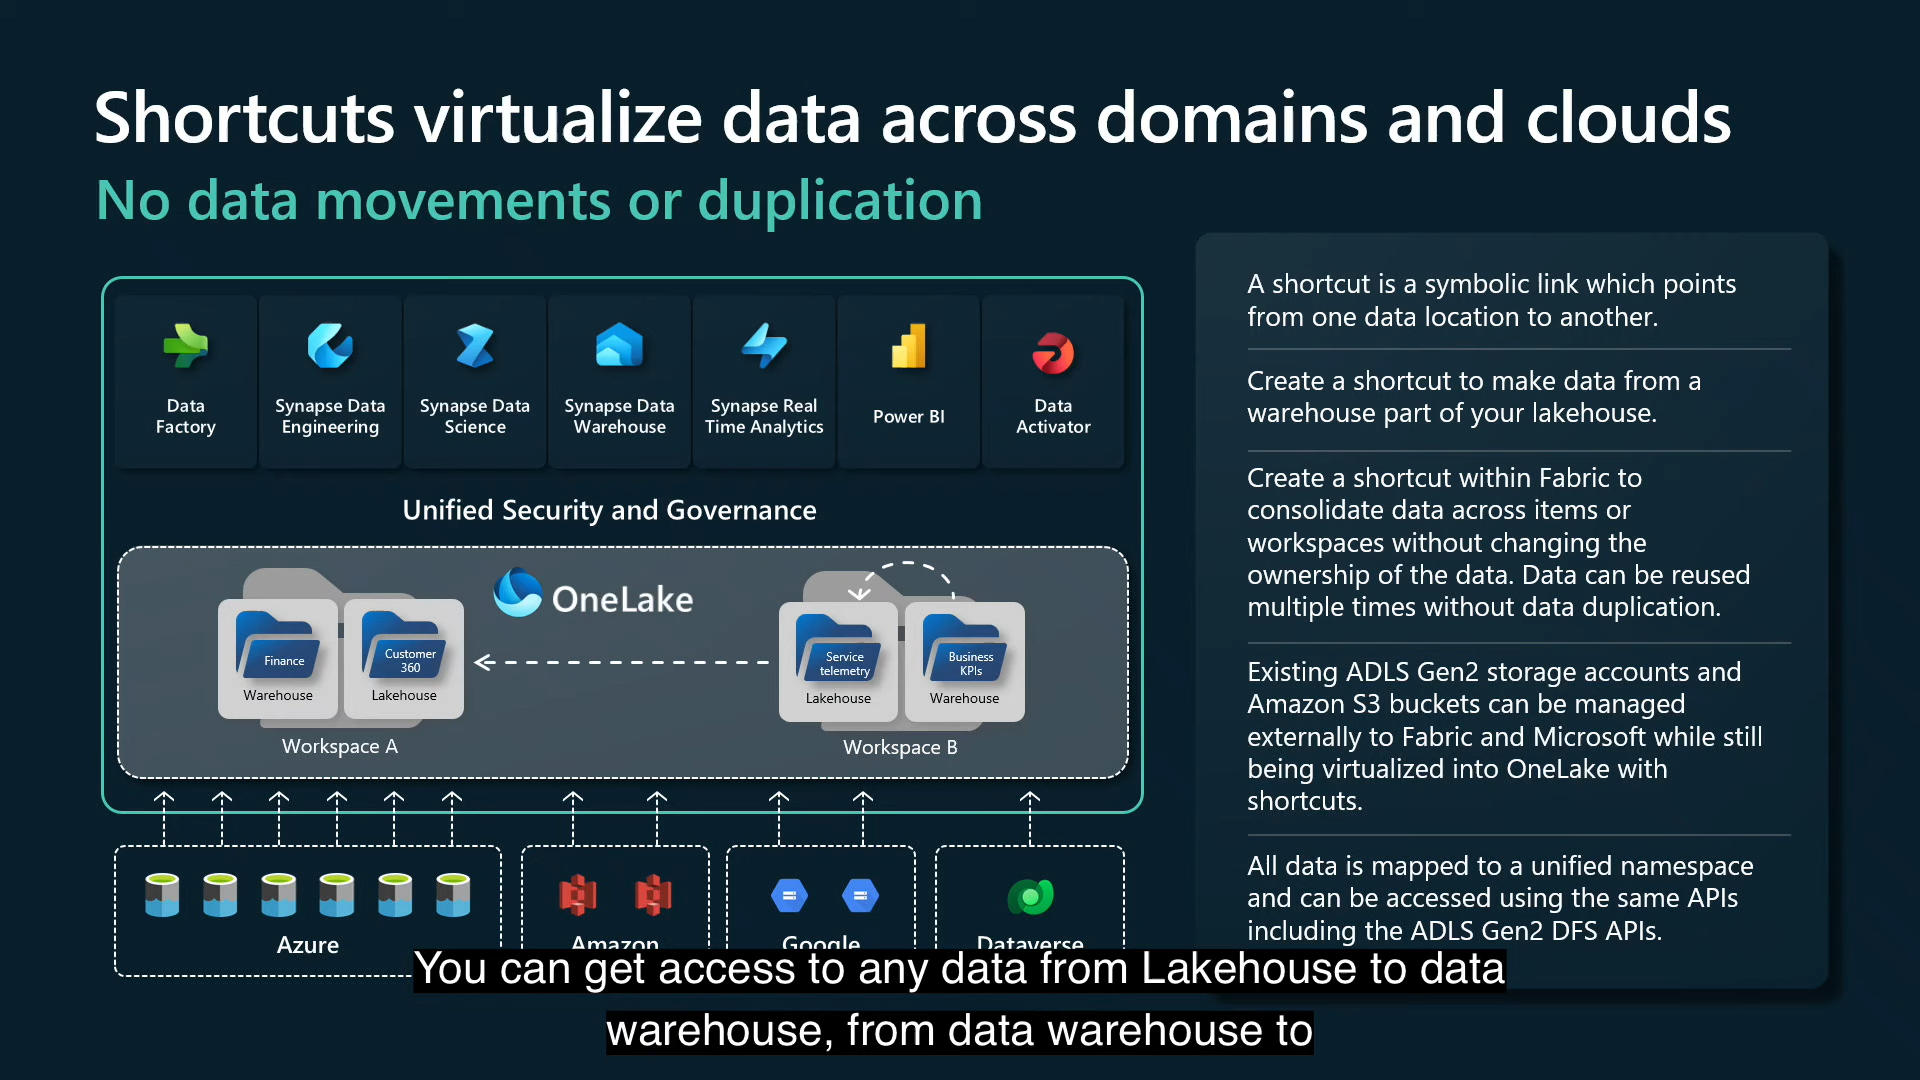 Shortcuts virtualize data across domains and clouds
No data movements or duplication
Data
Factory
Synapse Data
Engineering
Synapse Data
Science
Synapse Data
Warehouse
Synapse Real
Time Analytics
Power BI
Data
Activator
Unified Security and Governance
OneLake
Finance
Warehouse
Customer
360
Lakehouse
Workspace A
Service
telemetry
Lakehouse
Business
KPIs
Warehouse
Workspace B
Azure
Amazon
Google
Dataverse
A shortcut is a symbolic link which points
from one data location to another.
Create a shortcut to make data from a
warehouse part of your lakehouse.
Create a shortcut within Fabric to
consolidate data across items or
workspaces without changing the
ownership of the data. Data can be reused
multiple times without data duplication.
Existing ADLS Gen2 storage accounts and
Amazon S3 buckets can be managed
externally to Fabric and Microsoft while still
being virtualized into OneLake with
shortcuts.
All data is mapped to a unified namespace
and can be accessed using the same APIs
including the ADLS Gen2 DFS APIs.
You can get access to any data from Lakehouse to data
warehouse, from data warehouse to